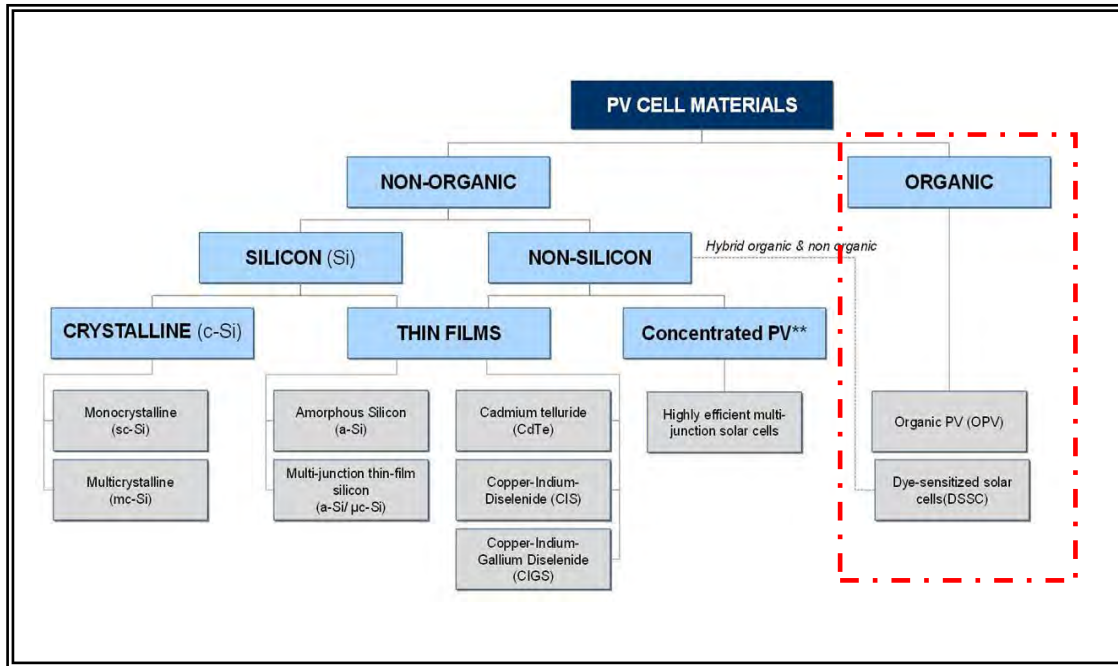 PV CELL MATERIALS
NON-ORGANIC
ORGANIC
SILICON (Si)
NON-SILICON
Hybrid organic & non organic
CRYSTALLINE (c-Si)
THIN FILMS
Concentrated PV**
Monocrystalline
(sc-Si)
Multicrystalline
(mc-Si)
Amorphous Silicon
(a-Si)
Multi-junction thin-film
silicon
(a-Si/ µc-Si)
Cadmium telluride
(CdTe)
Copper-Indium-
Diselenide (CIS)
Copper-Indium-
Gallium Diselenide
(CIGS)
Highly efficient multi-
junction solar cells
Organic PV (OPV)
Dye-sensitized solar
cells(DSSC)